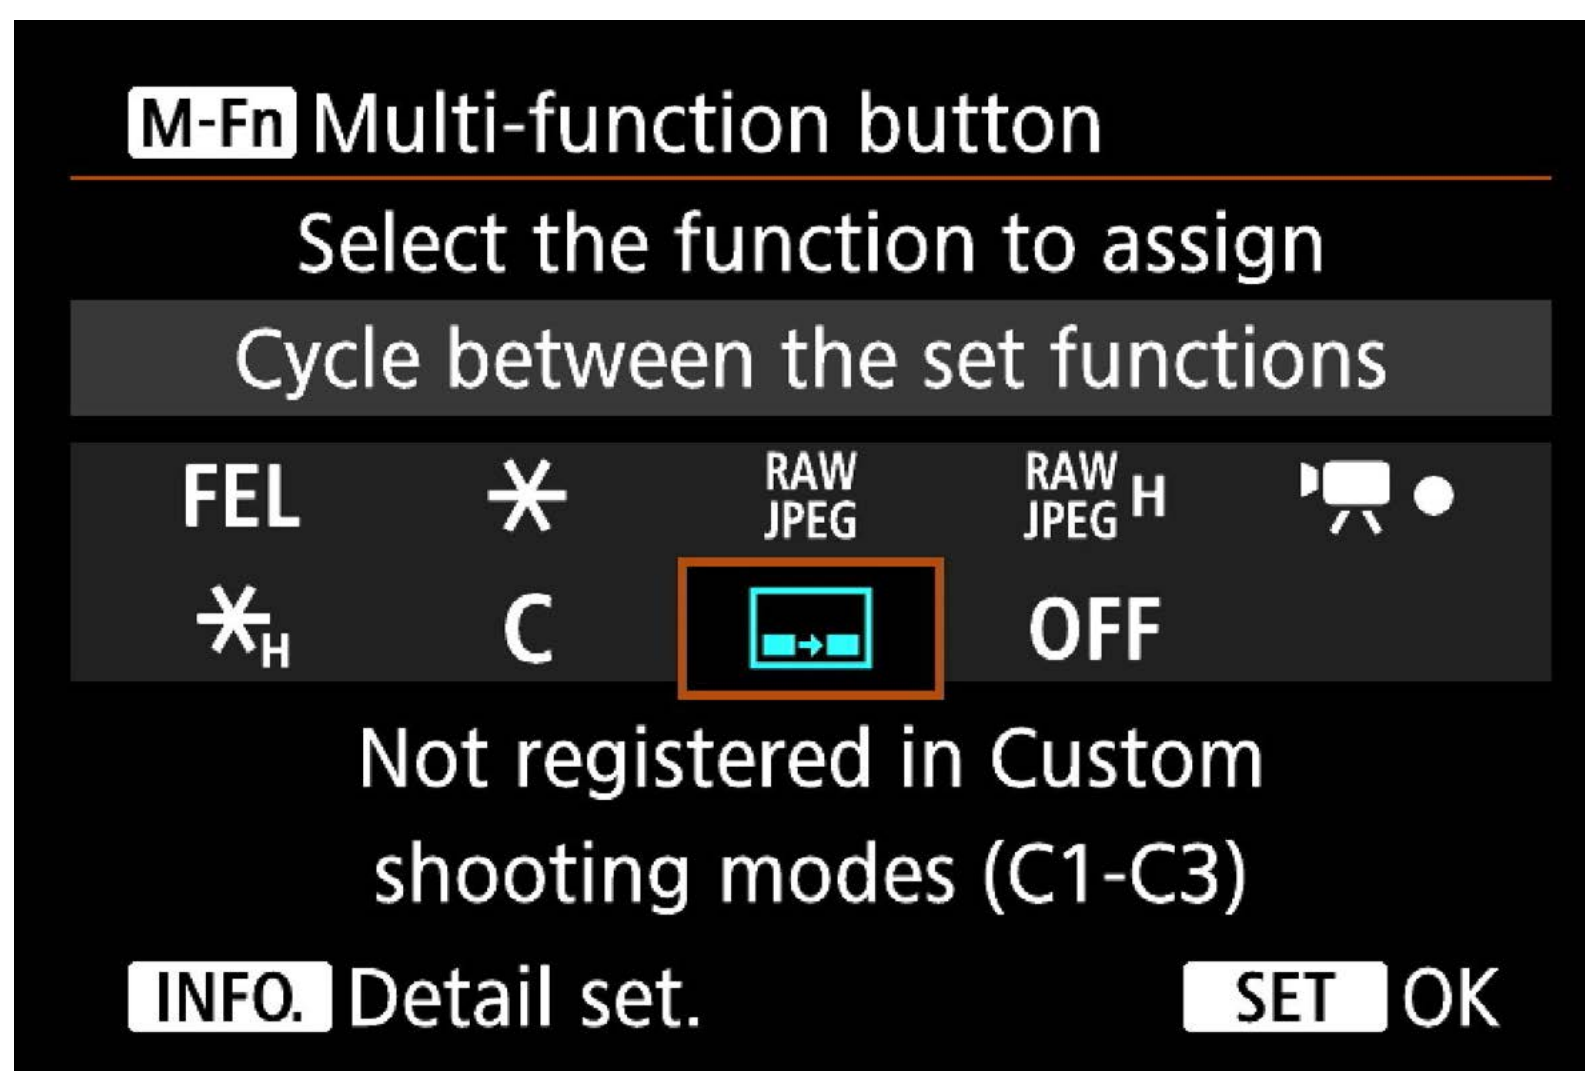 M-Fn Multi-function button
Select the function to assign
Cycle between the set functions
FEL RAW JPEG RAW JPEG H
H C OFF
Not registered in Custom
shooting modes (C1-C3)
INFO. Detail set. SET OK